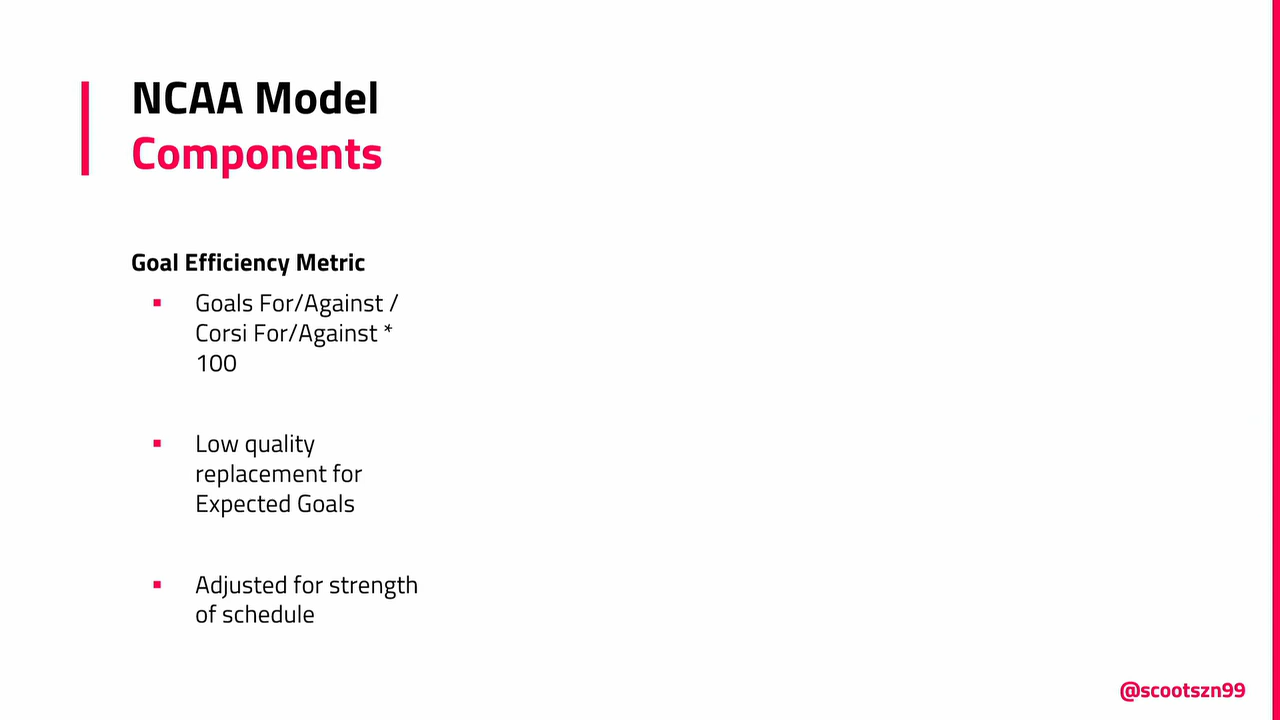 NCAA Model
Components
Goal Efficiency Metric
Goals For/Against /
Corsi For/Against *
100
Low quality
replacement for
Expected Goals
Adjusted for strength
of schedule
@scootszn99